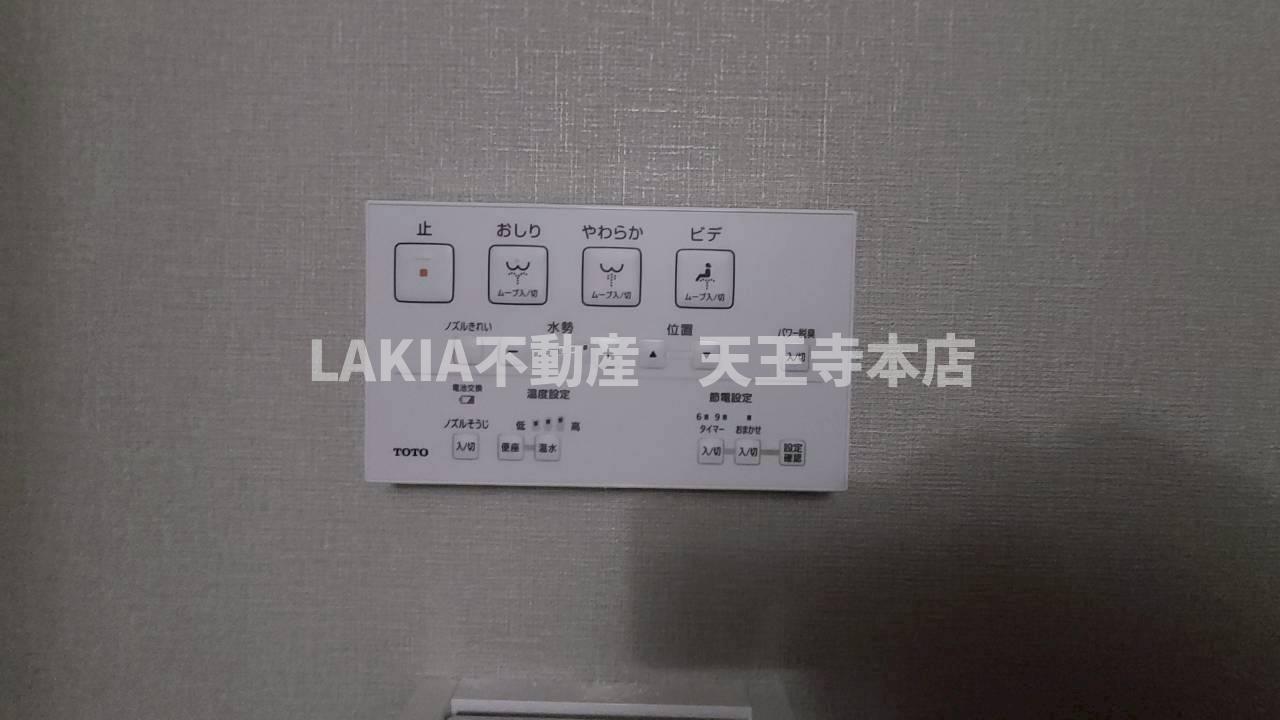 止 おしり やわらか ビデ
ムーブ入/切 ムーブ入/切 ムーブ入/切
ノズルきれい 水勢 位置 パワー脱臭
− + ▲ ▼ 入/切
LAKIA不動産 天王寺本店
電池交換 温度設定 節電設定
低 高 6 9
ノズルそうじ タイマー おまかせ
TOTO 入/切 便座 温水 入/切 入/切 設定確認